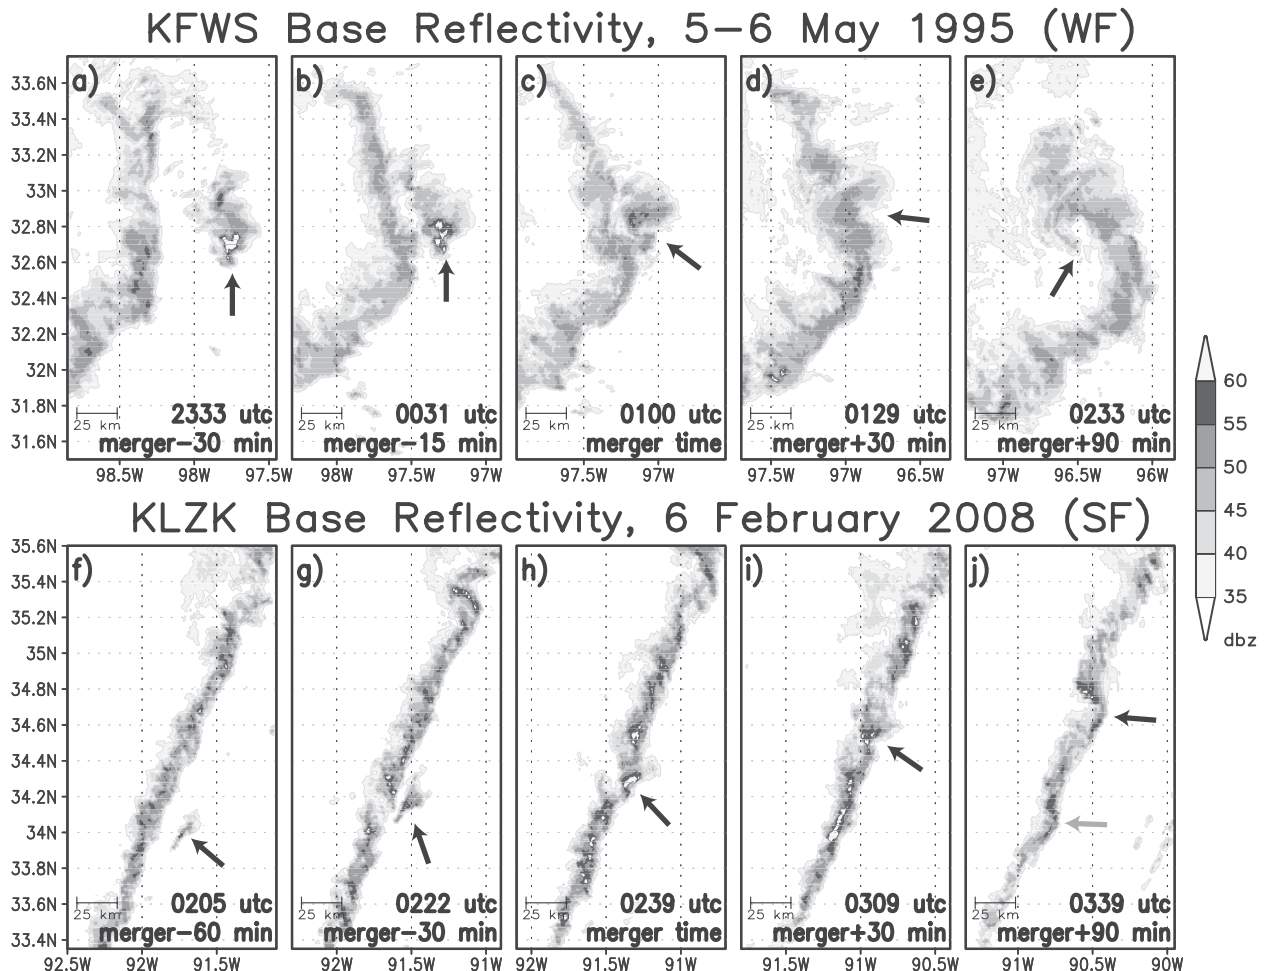 KFWS Base Reflectivity, 5–6 May 1995 (WF)
a) b) c) d) e)
33.6N
33.4N
33.2N
33N
32.8N
32.6N
32.4N
32.2N
32N
31.8N
31.6N
25 km 2333 utc
merger–30 min
25 km 0031 utc
merger–15 min
25 km 0100 utc
merger time
25 km 0129 utc
merger+30 min
25 km 0233 utc
merger+90 min
98.5W 98W 97.5W 98W 97.5W 97W 97.5W 97W 97.5W 97W 96.5W 97W 96.5W 96W
60
55
50
45
40
35
dbz
KLZK Base Reflectivity, 6 February 2008 (SF)
f) g) h) i) j)
35.6N
35.4N
35.2N
35N
34.8N
34.6N
34.4N
34.2N
34N
33.8N
33.6N
33.4N
25 km 0205 utc
merger–60 min
25 km 0222 utc
merger–30 min
25 km 0239 utc
merger time
25 km 0309 utc
merger+30 min
25 km 0339 utc
merger+90 min
92.5W 92W 91.5W 92W 91.5W 91W 92W 91.5W 91W 91.5W 91W 90.5W 91W 90.5W 90W